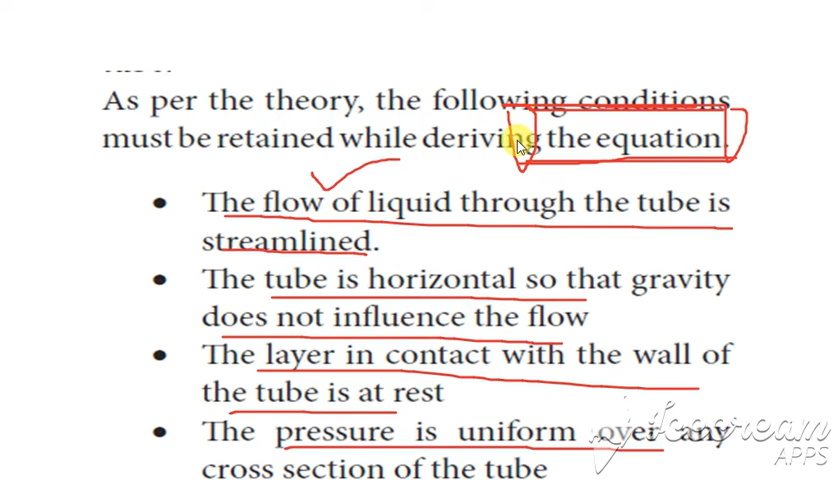 As per the theory, the following conditions
must be retained while deriving the equation.
• The flow of liquid through the tube is
streamlined.
• The tube is horizontal so that gravity
does not influence the flow
• The layer in contact with the wall of
the tube is at rest
• The pressure is uniform over any
cross section of the tube
Icecream
APPS